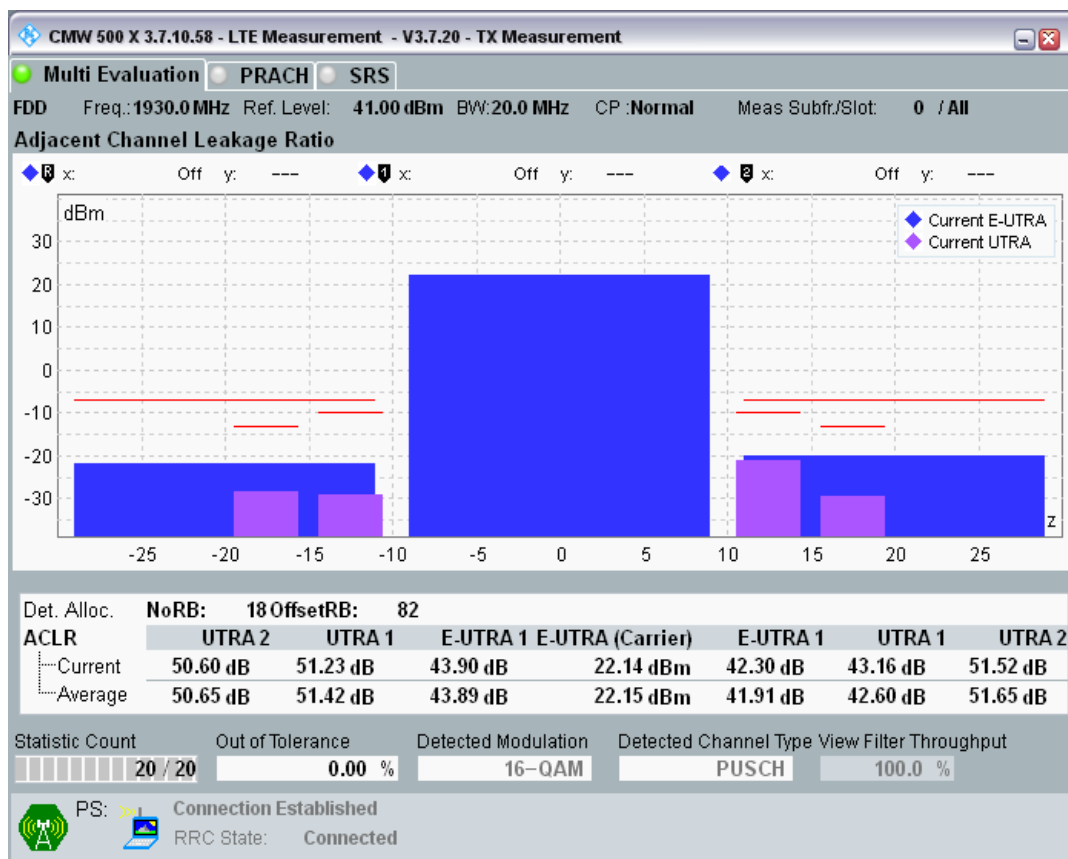 CMW 500 X 3.7.10.58 - LTE Measurement - V3.7.20 - TX Measurement
Multi Evaluation PRACH SRS
FDD Freq.:1930.0 MHz Ref. Level: 41.00 dBm BW:20.0 MHz CP :Normal Meas Subfr./Slot: 0 / All
Adjacent Channel Leakage Ratio
R x: Off y: --- 1 x: Off y: --- 2 x: Off y: ---
dBm
Current E-UTRA
Current UTRA
30
20
10
0
-10
-20
-30
z
-25 -20 -15 -10 -5 0 5 10 15 20 25
Det. Alloc. NoRB: 18 OffsetRB: 82
ACLR UTRA 2 UTRA 1 E-UTRA 1 E-UTRA (Carrier) E-UTRA 1 UTRA 1 UTRA 2
Current 50.60 dB 51.23 dB 43.90 dB 22.14 dBm 42.30 dB 43.16 dB 51.52 dB
Average 50.65 dB 51.42 dB 43.89 dB 22.15 dBm 41.91 dB 42.60 dB 51.65 dB
Statistic Count Out of Tolerance Detected Modulation Detected Channel Type View Filter Throughput
20 / 20 0.00 % 16-QAM PUSCH 100.0 %
PS: Connection Established
RRC State: Connected